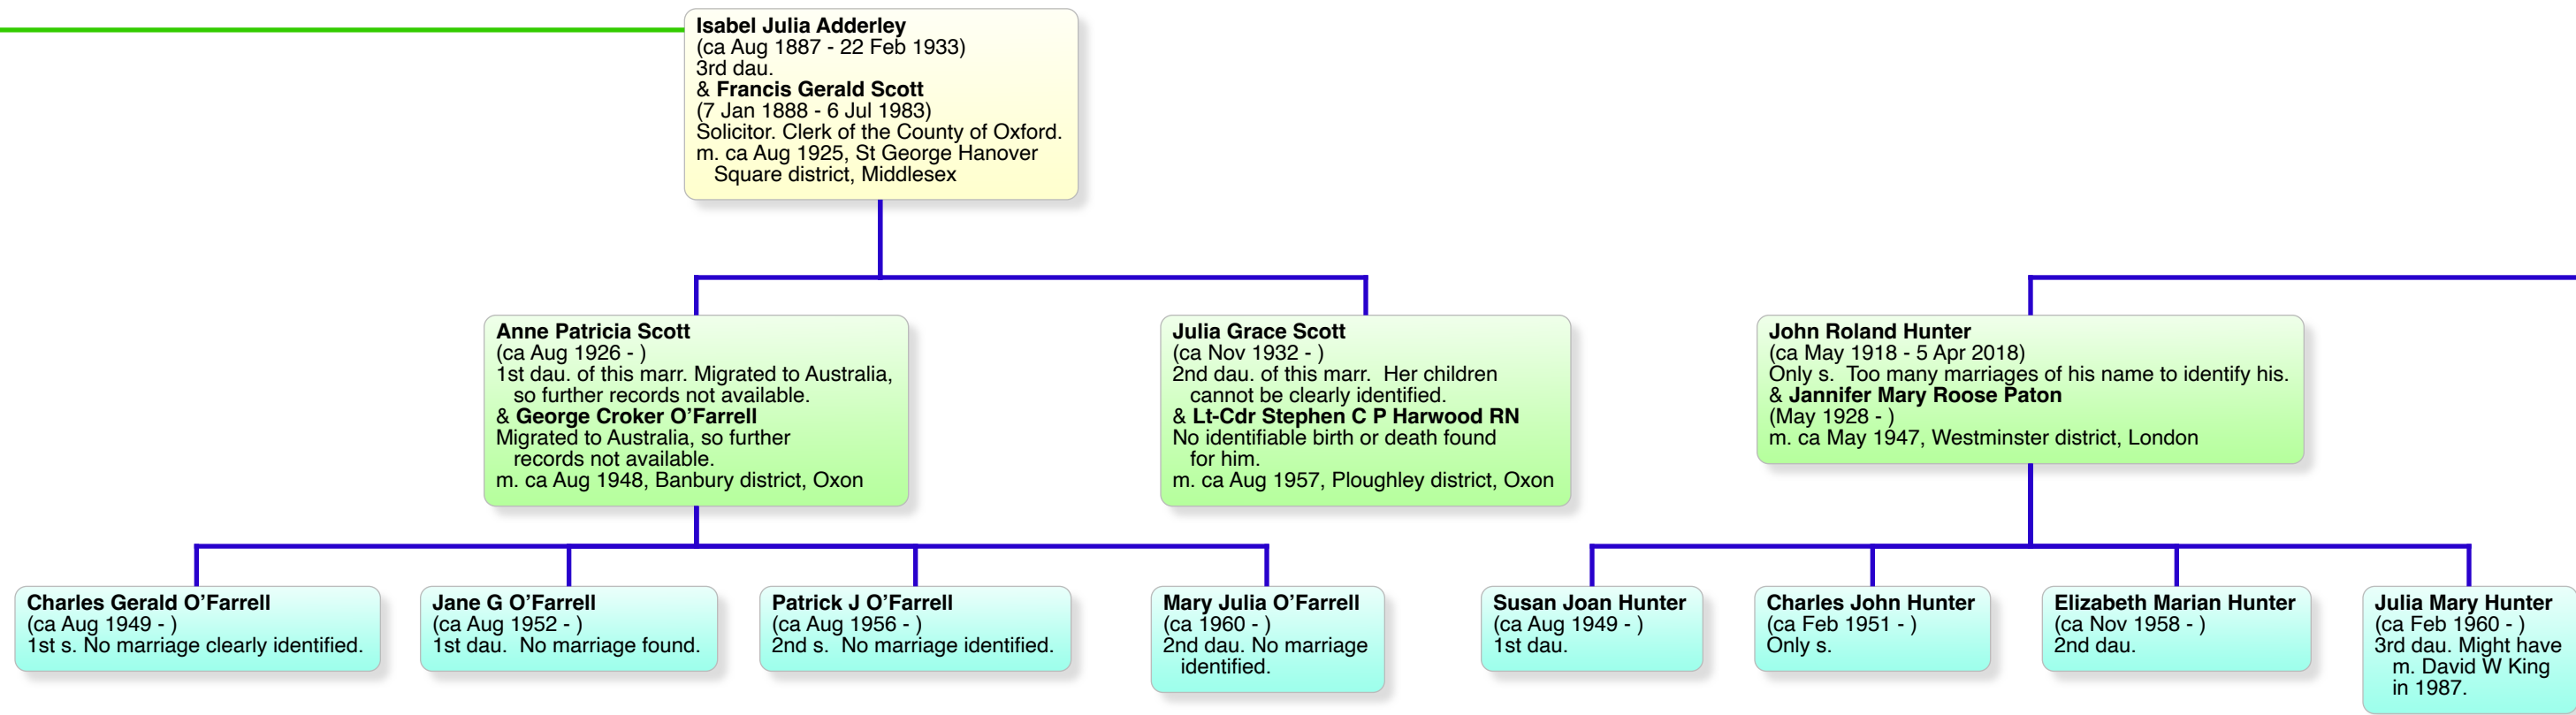 Isabel Julia Adderley
(ca Aug 1887 - 22 Feb 1933)
3rd dau.
& Francis Gerald Scott
(7 Jan 1888 - 6 Jul 1983)
Solicitor. Clerk of the County of Oxford.
m. ca Aug 1925, St George Hanover
Square district, Middlesex
Anne Patricia Scott
(ca Aug 1926 - )
1st dau. of this marr. Migrated to Australia,
so further records not available.
& George Croker O’Farrell
Migrated to Australia, so further
records not available.
m. ca Aug 1948, Banbury district, Oxon
Julia Grace Scott
(ca Nov 1932 - )
2nd dau. of this marr.  Her children
cannot be clearly identified.
& Lt-Cdr Stephen C P Harwood RN
No identifiable birth or death found
for him.
m. ca Aug 1957, Ploughley district, Oxon
John Roland Hunter
(ca May 1918 - 5 Apr 2018)
Only s.  Too many marriages of his name to identify his.
& Jannifer Mary Roose Paton
(May 1928 - )
m. ca May 1947, Westminster district, London
Charles Gerald O’Farrell
(ca Aug 1949 - )
1st s. No marriage clearly identified.
Jane G O’Farrell
(ca Aug 1952 - )
1st dau.  No marriage found.
Patrick J O’Farrell
(ca Aug 1956 - )
2nd s.  No marriage identified.
Mary Julia O’Farrell
(ca 1960 - )
2nd dau. No marriage
identified.
Susan Joan Hunter
(ca Aug 1949 - )
1st dau.
Charles John Hunter
(ca Feb 1951 - )
Only s.
Elizabeth Marian Hunter
(ca Nov 1958 - )
2nd dau.
Julia Mary Hunter
(ca Feb 1960 - )
3rd dau. Might have
m. David W King
in 1987.